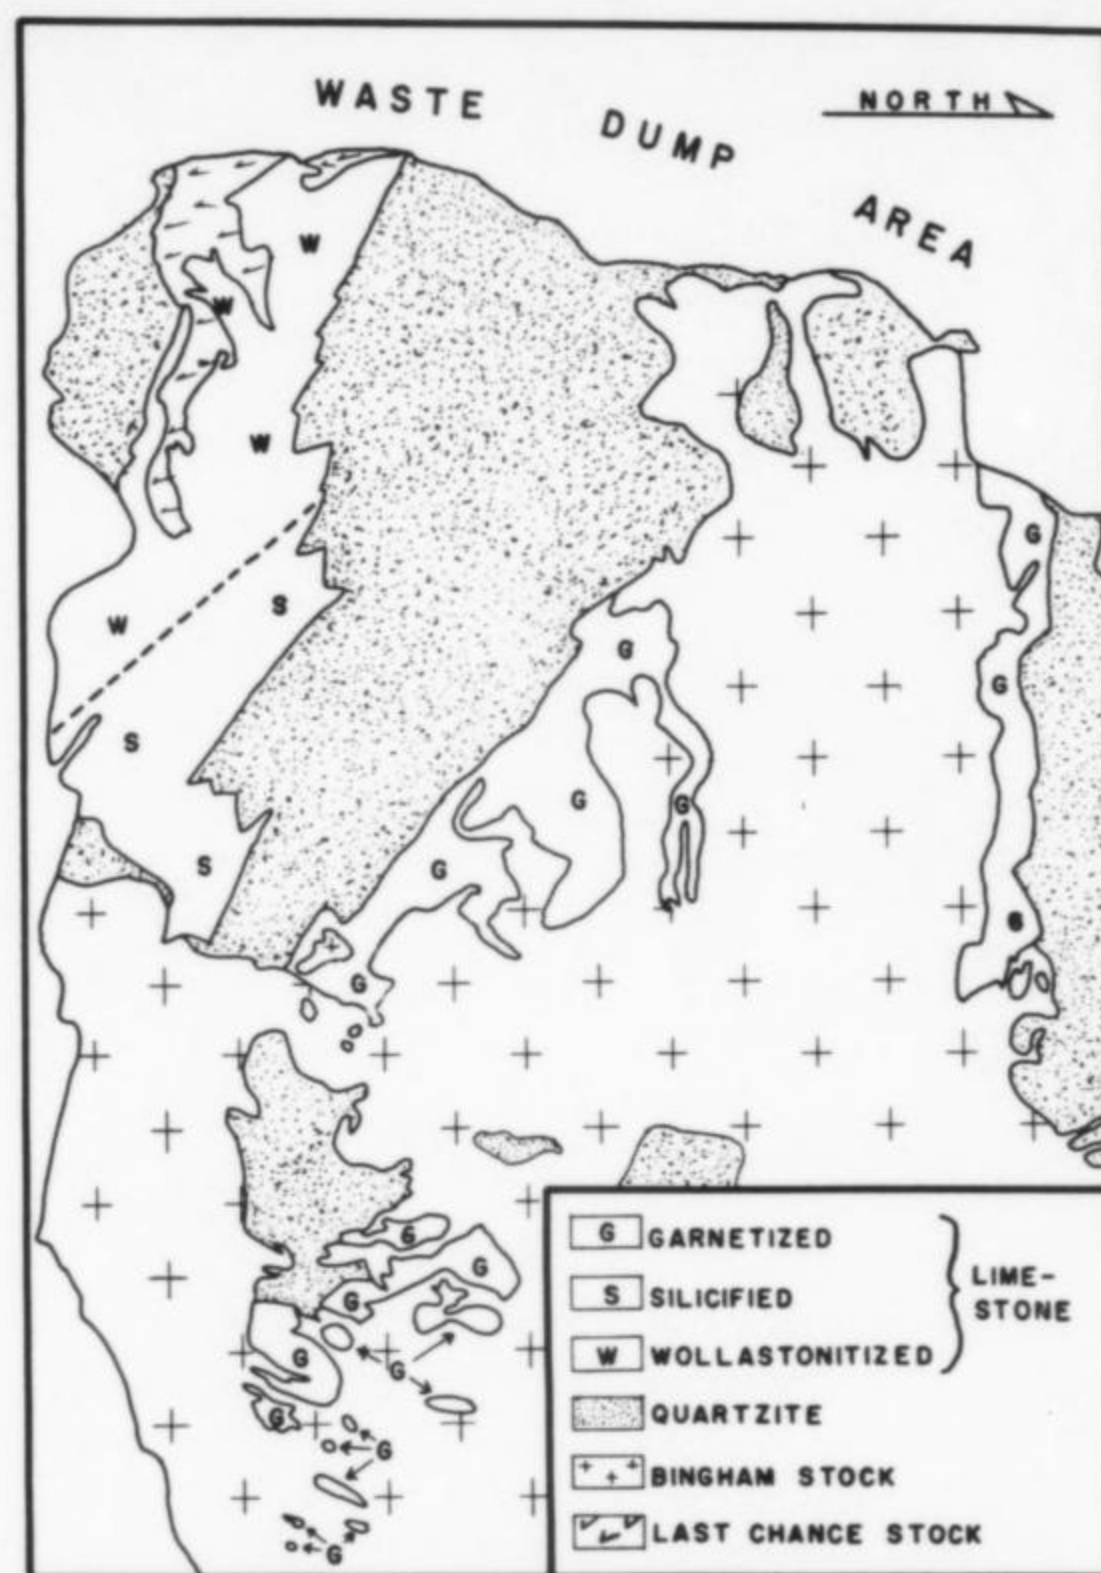 WASTE DUMP AREA
NORTH
W
W
W
G
W
S
G
G
S
G
G
S
G
G
G
G
G
G
G
G
G
G
G
G
G GARNETIZED
S SILICIFIED
W WOLLASTONITIZED
LIME-
STONE
QUARTZITE
BINGHAM STOCK
LAST CHANCE STOCK